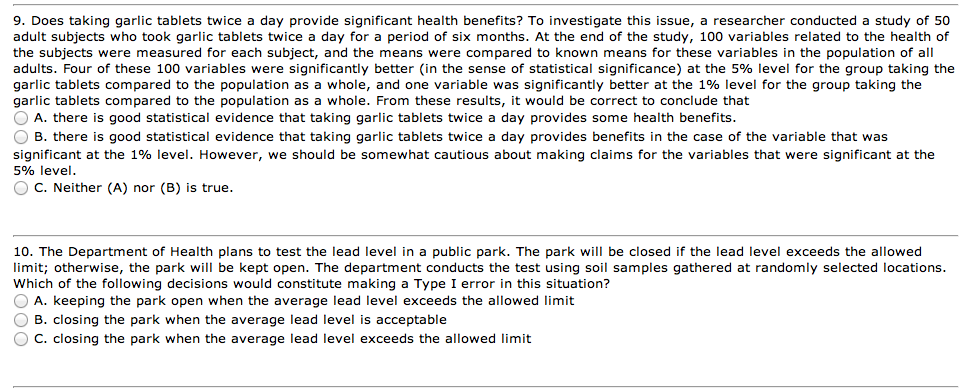 9. Does taking garlic tablets twice a day provide significant health benefits? To investigate this issue, a researcher conducted a study of 50
adult subjects who took garlic tablets twice a day for a period of six months. At the end of the study, 100 variables related to the health of
the subjects were measured for each subject, and the means were compared to known means for these variables in the population of all
adults. Four of these 100 variables were significantly better (in the sense of statistical significance) at the 5% level for the group taking the
garlic tablets compared to the population as a whole, and one variable was significantly better at the 1% level for the group taking the
garlic tablets compared to the population as a whole. From these results, it would be correct to conclude that
A. there is good statistical evidence that taking garlic tablets twice a day provides some health benefits.
B. there is good statistical evidence that taking garlic tablets twice a day provides benefits in the case of the variable that was
significant at the 1% level. However, we should be somewhat cautious about making claims for the variables that were significant at the
5% level.
C. Neither (A) nor (B) is true.
10. The Department of Health plans to test the lead level in a public park. The park will be closed if the lead level exceeds the allowed
limit; otherwise, the park will be kept open. The department conducts the test using soil samples gathered at randomly selected locations.
Which of the following decisions would constitute making a Type I error in this situation?
A. keeping the park open when the average lead level exceeds the allowed limit
B. closing the park when the average lead level is acceptable
C. closing the park when the average lead level exceeds the allowed limit